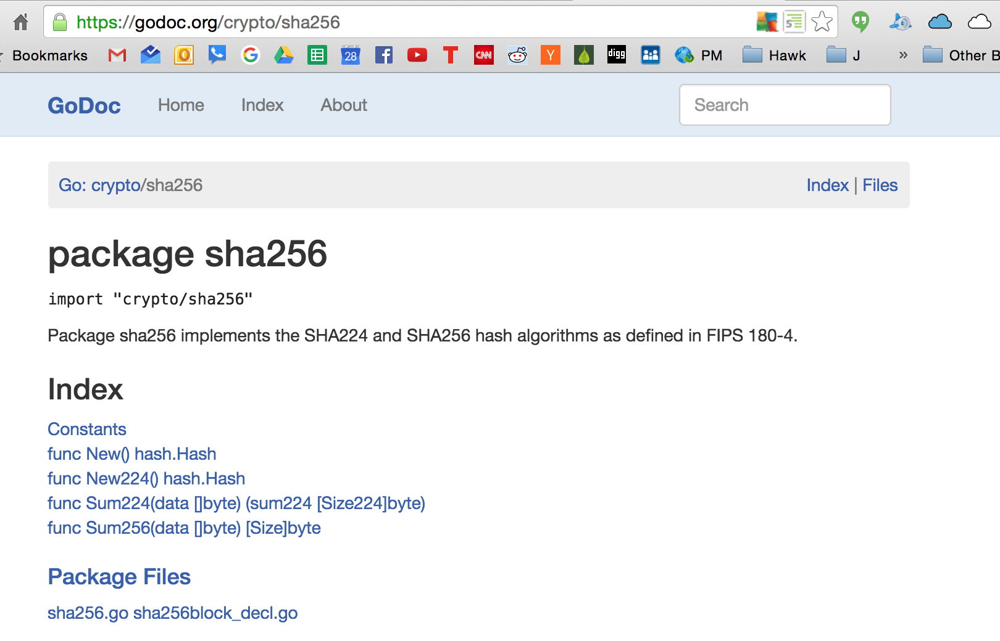 https://godoc.org/crypto/sha256
Bookmarks
28
CNN
Y
digg
PM
Hawk
J
»
Other B
GoDoc
Home
Index
About
Search
Go: crypto/sha256
Index | Files
package sha256
import "crypto/sha256"
Package sha256 implements the SHA224 and SHA256 hash algorithms as defined in FIPS 180-4.
Index
Constants
func New() hash.Hash
func New224() hash.Hash
func Sum224(data []byte) (sum224 [Size224]byte)
func Sum256(data []byte) [Size]byte
Package Files
sha256.go sha256block_decl.go